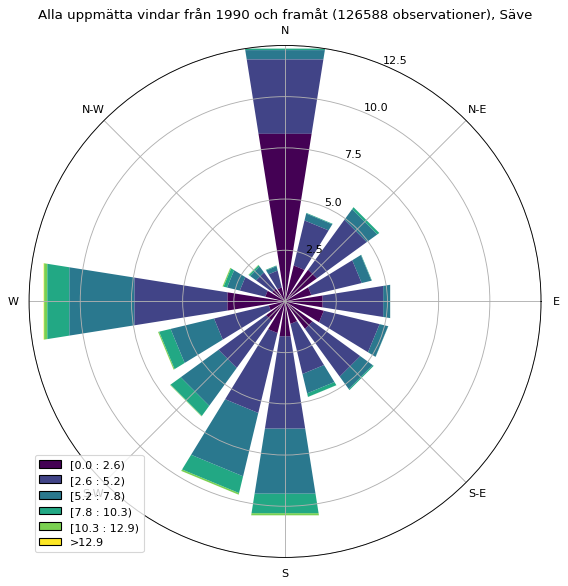 Alla uppmätta vindar från 1990 och framåt (126588 observationer), Säve
N
12.5
N-W
10.0
N-E
7.5
5.0
2.5
W
E
[0.0 : 2.6)
[2.6 : 5.2)
[5.2 : 7.8)
[7.8 : 10.3)
[10.3 : 12.9)
>12.9
S-W
S-E
S